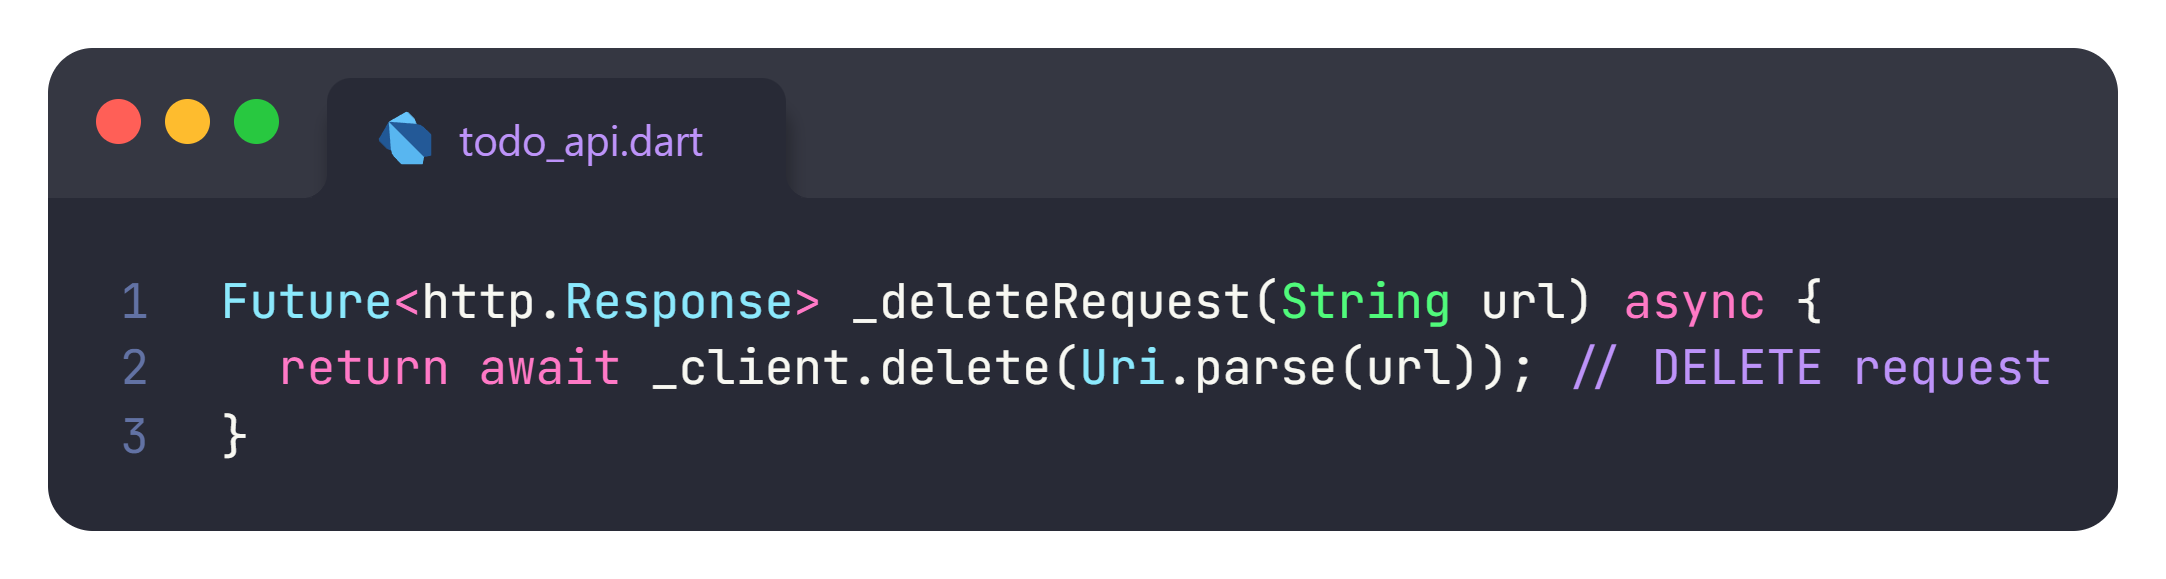 todo_api.dart
1 Future<http.Response> _deleteRequest(String url) async {
2   return await _client.delete(Uri.parse(url)); // DELETE request
3 }